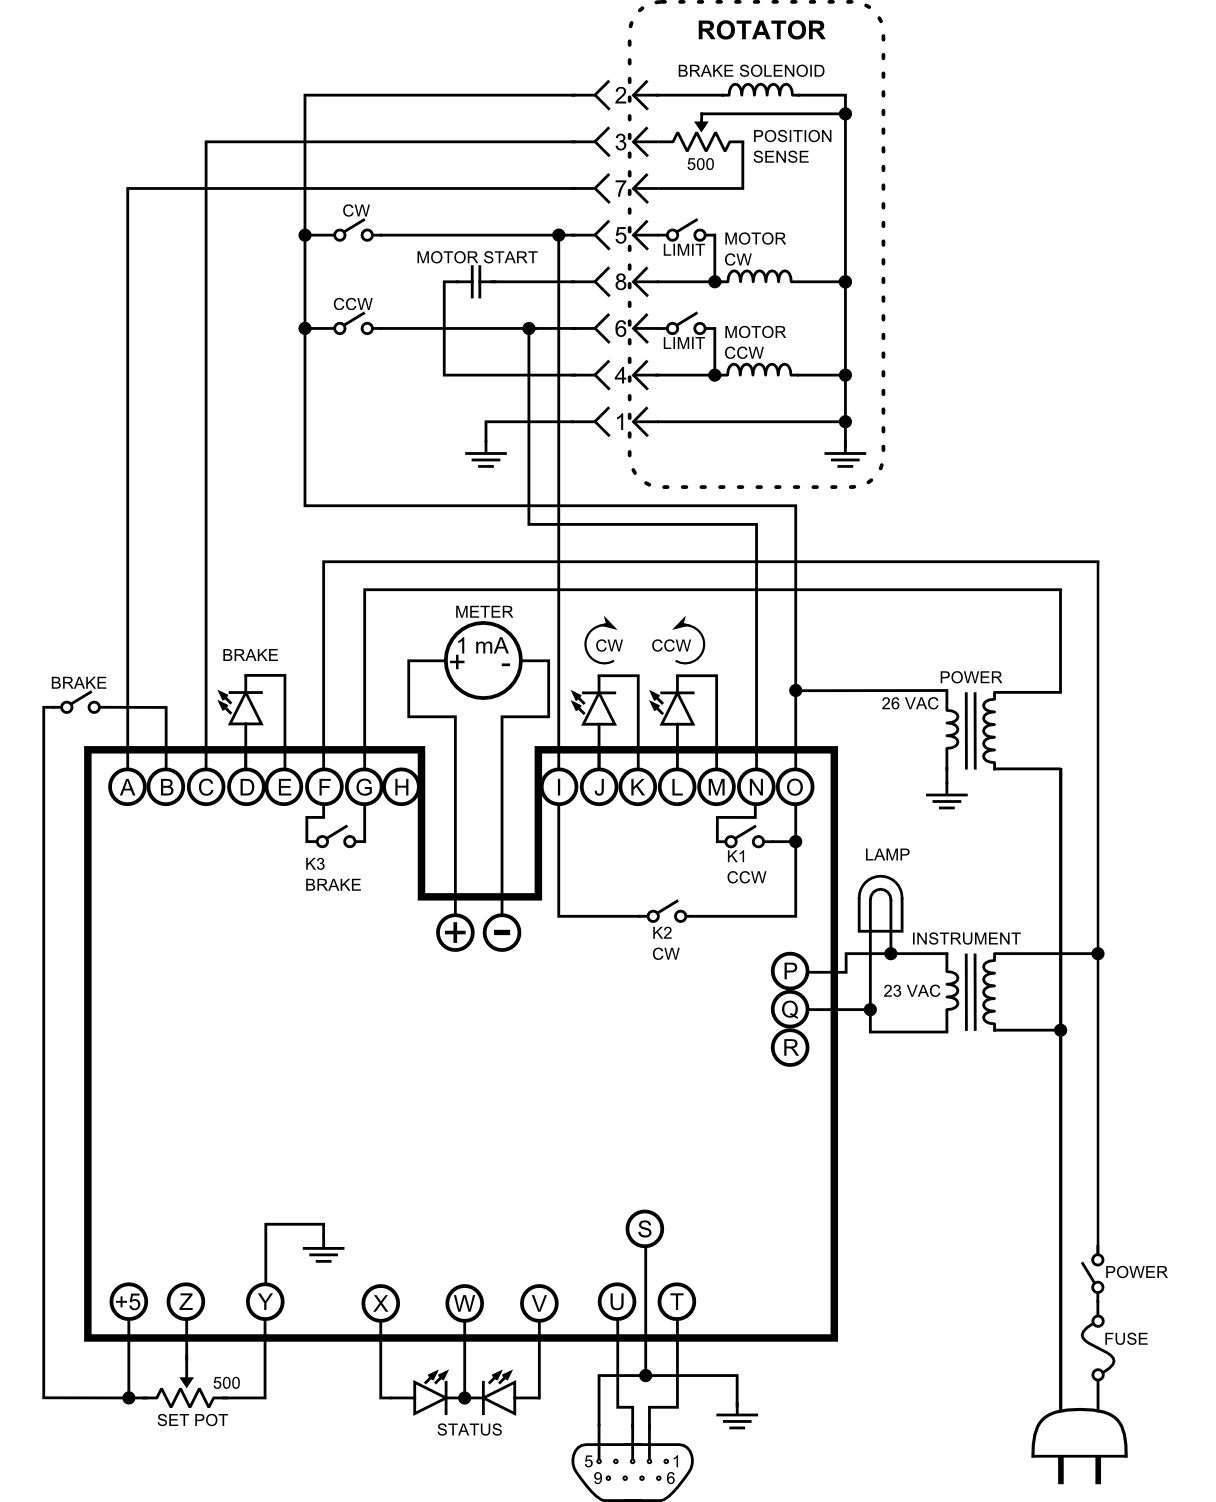 ROTATOR
BRAKE SOLENOID
2
3
POSITION
SENSE
500
7
CW
5
LIMIT
MOTOR
CW
MOTOR START
8
CCW
6
LIMIT
MOTOR
CCW
4
1
METER
1 mA
+ -
CW
CCW
BRAKE
BRAKE
POWER
26 VAC
A B C D E F G H
I J K L M N O
K3
BRAKE
K1
CCW
K2
CW
+ -
LAMP
INSTRUMENT
23 VAC
P
Q
R
S
+5 Z Y X W V U T
POWER
FUSE
500
SET POT
STATUS
5 1
9 6